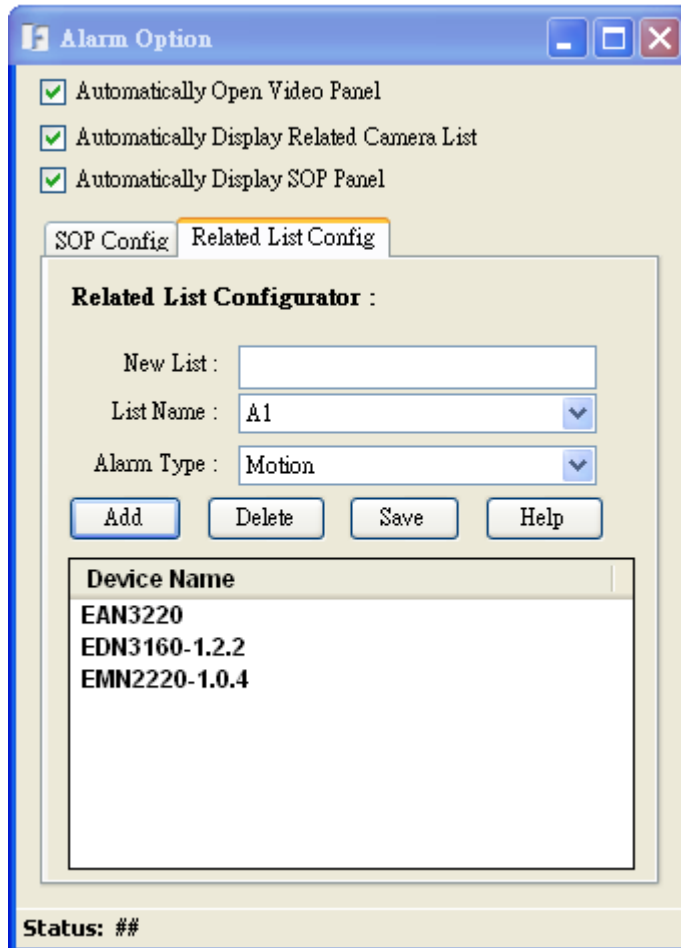 Alarm Option
Automatically Open Video Panel
Automatically Display Related Camera List
Automatically Display SOP Panel
SOP Config Related List Config
Related List Configurator :
New List :
List Name : A1
Alarm Type : Motion
Add Delete Save Help
Device Name
EAN3220
EDN3160-1.2.2
EMN2220-1.0.4
Status: ##